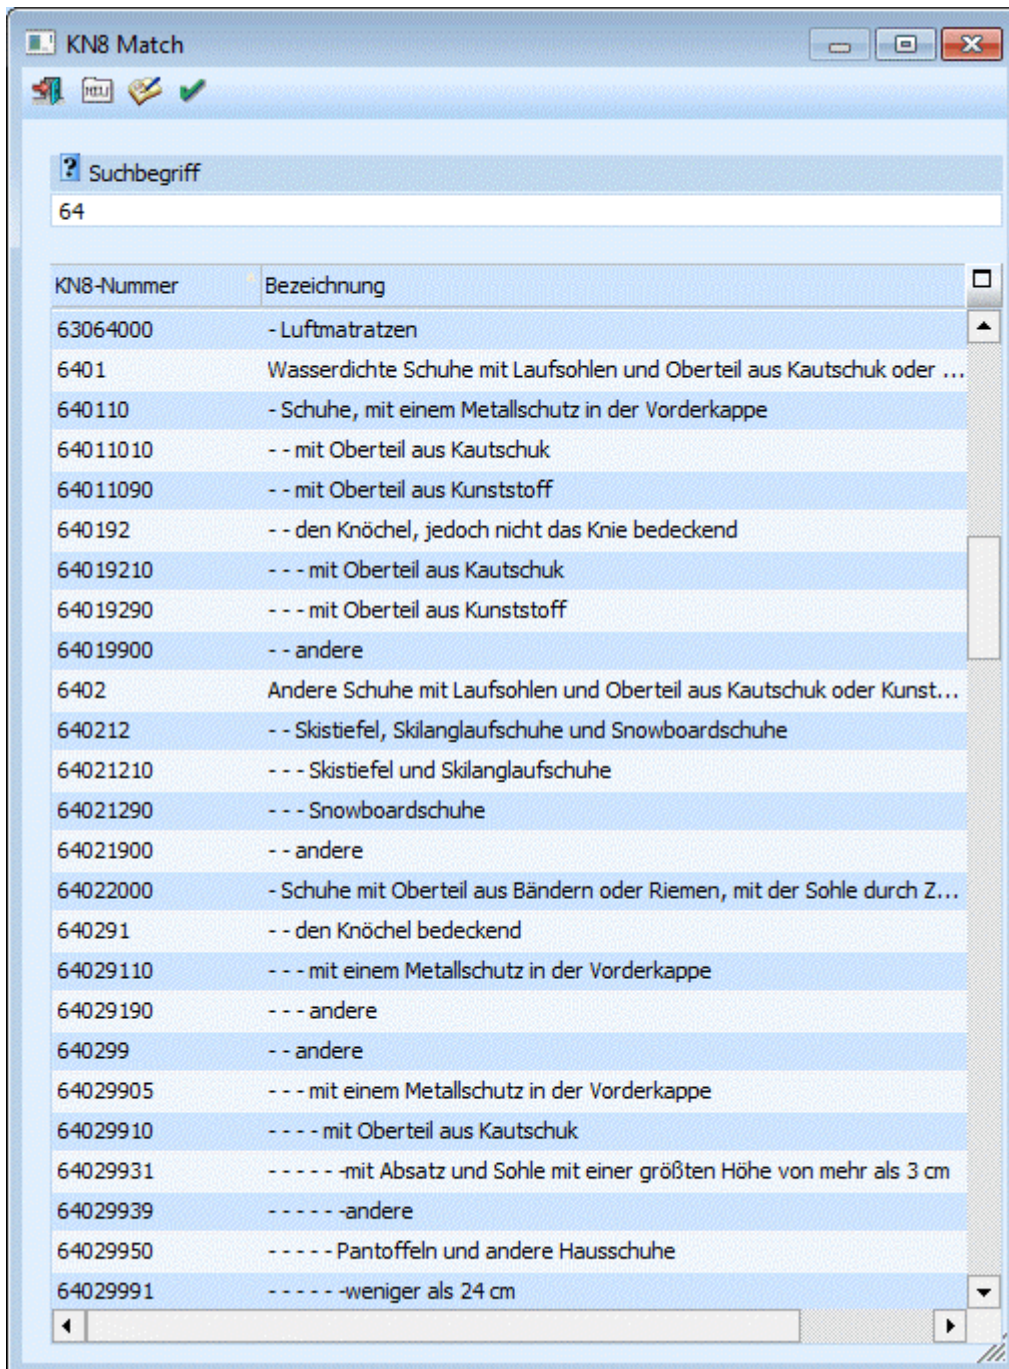 KN8 Match
NEU
? Suchbegriff
64
KN8-Nummer Bezeichnung
63064000 - Luftmatratzen
6401 Wasserdichte Schuhe mit Laufsohlen und Oberteil aus Kautschuk oder ...
640110 - Schuhe, mit einem Metallschutz in der Vorderkappe
64011010 - - mit Oberteil aus Kautschuk
64011090 - - mit Oberteil aus Kunststoff
640192 - - den Knöchel, jedoch nicht das Knie bedeckend
64019210 - - - mit Oberteil aus Kautschuk
64019290 - - - mit Oberteil aus Kunststoff
64019900 - - andere
6402 Andere Schuhe mit Laufsohlen und Oberteil aus Kautschuk oder Kunst...
640212 - - Skistiefel, Skilanglaufschuhe und Snowboardschuhe
64021210 - - - Skistiefel und Skilanglaufschuhe
64021290 - - - Snowboardschuhe
64021900 - - andere
64022000 - Schuhe mit Oberteil aus Bändern oder Riemen, mit der Sohle durch Z...
640291 - - den Knöchel bedeckend
64029110 - - - mit einem Metallschutz in der Vorderkappe
64029190 - - - andere
640299 - - andere
64029905 - - - mit einem Metallschutz in der Vorderkappe
64029910 - - - - mit Oberteil aus Kautschuk
64029931 - - - - - -mit Absatz und Sohle mit einer größten Höhe von mehr als 3 cm
64029939 - - - - - -andere
64029950 - - - - - Pantoffeln und andere Hausschuhe
64029991 - - - - - -weniger als 24 cm